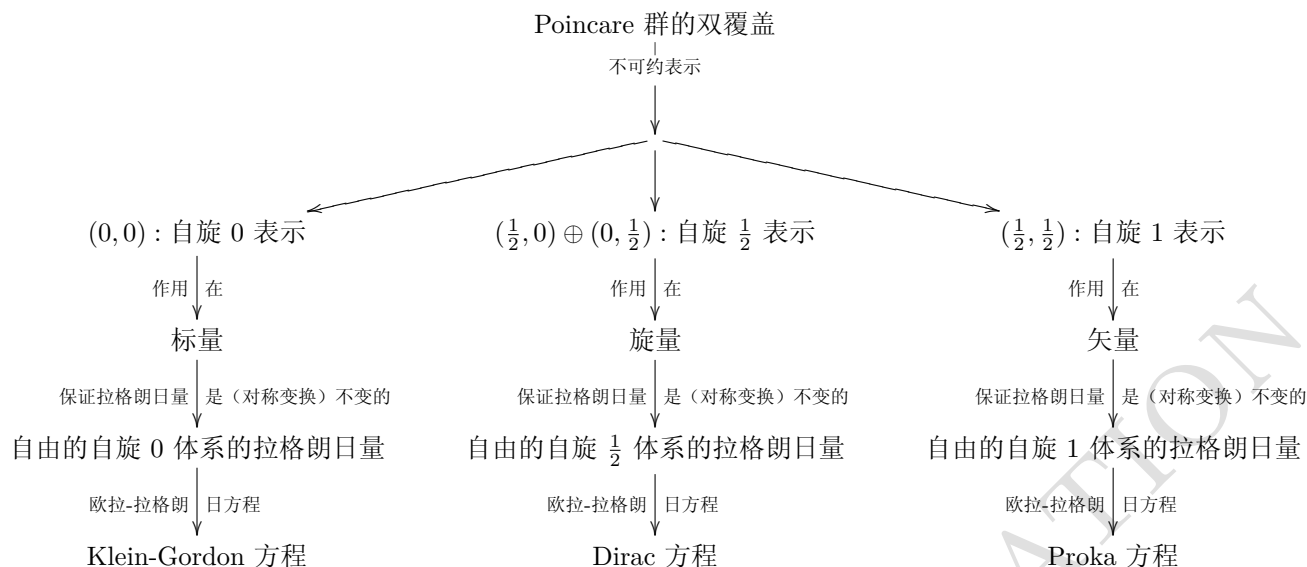 Poincare 群的双覆盖
不可约表示
(0, 0) : 自旋 0 表示
(1/2, 0) ⊕ (0, 1/2) : 自旋 1/2 表示
(1/2, 1/2) : 自旋 1 表示
作用 在
作用 在
作用 在
标量
旋量
矢量
保证拉格朗日量 是（对称变换）不变的
保证拉格朗日量 是（对称变换）不变的
保证拉格朗日量 是（对称变换）不变的
自由的自旋 0 体系的拉格朗日量
自由的自旋 1/2 体系的拉格朗日量
自由的自旋 1 体系的拉格朗日量
欧拉-拉格朗 日方程
欧拉-拉格朗 日方程
欧拉-拉格朗 日方程
Klein-Gordon 方程
Dirac 方程
Proka 方程
ATION